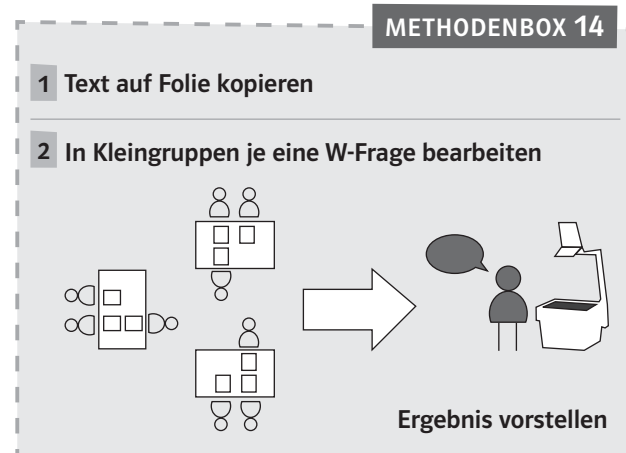 METHODENBOX 14
1 Text auf Folie kopieren
2 In Kleingruppen je eine W-Frage bearbeiten
Ergebnis vorstellen